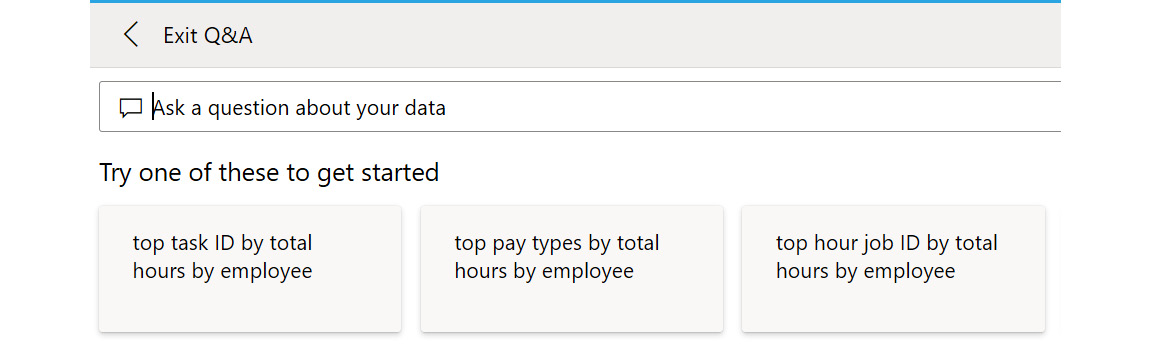 Exit Q&A
Ask a question about your data
Try one of these to get started
top task ID by total
hours by employee
top pay types by total
hours by employee
top hour job ID by total
hours by employee